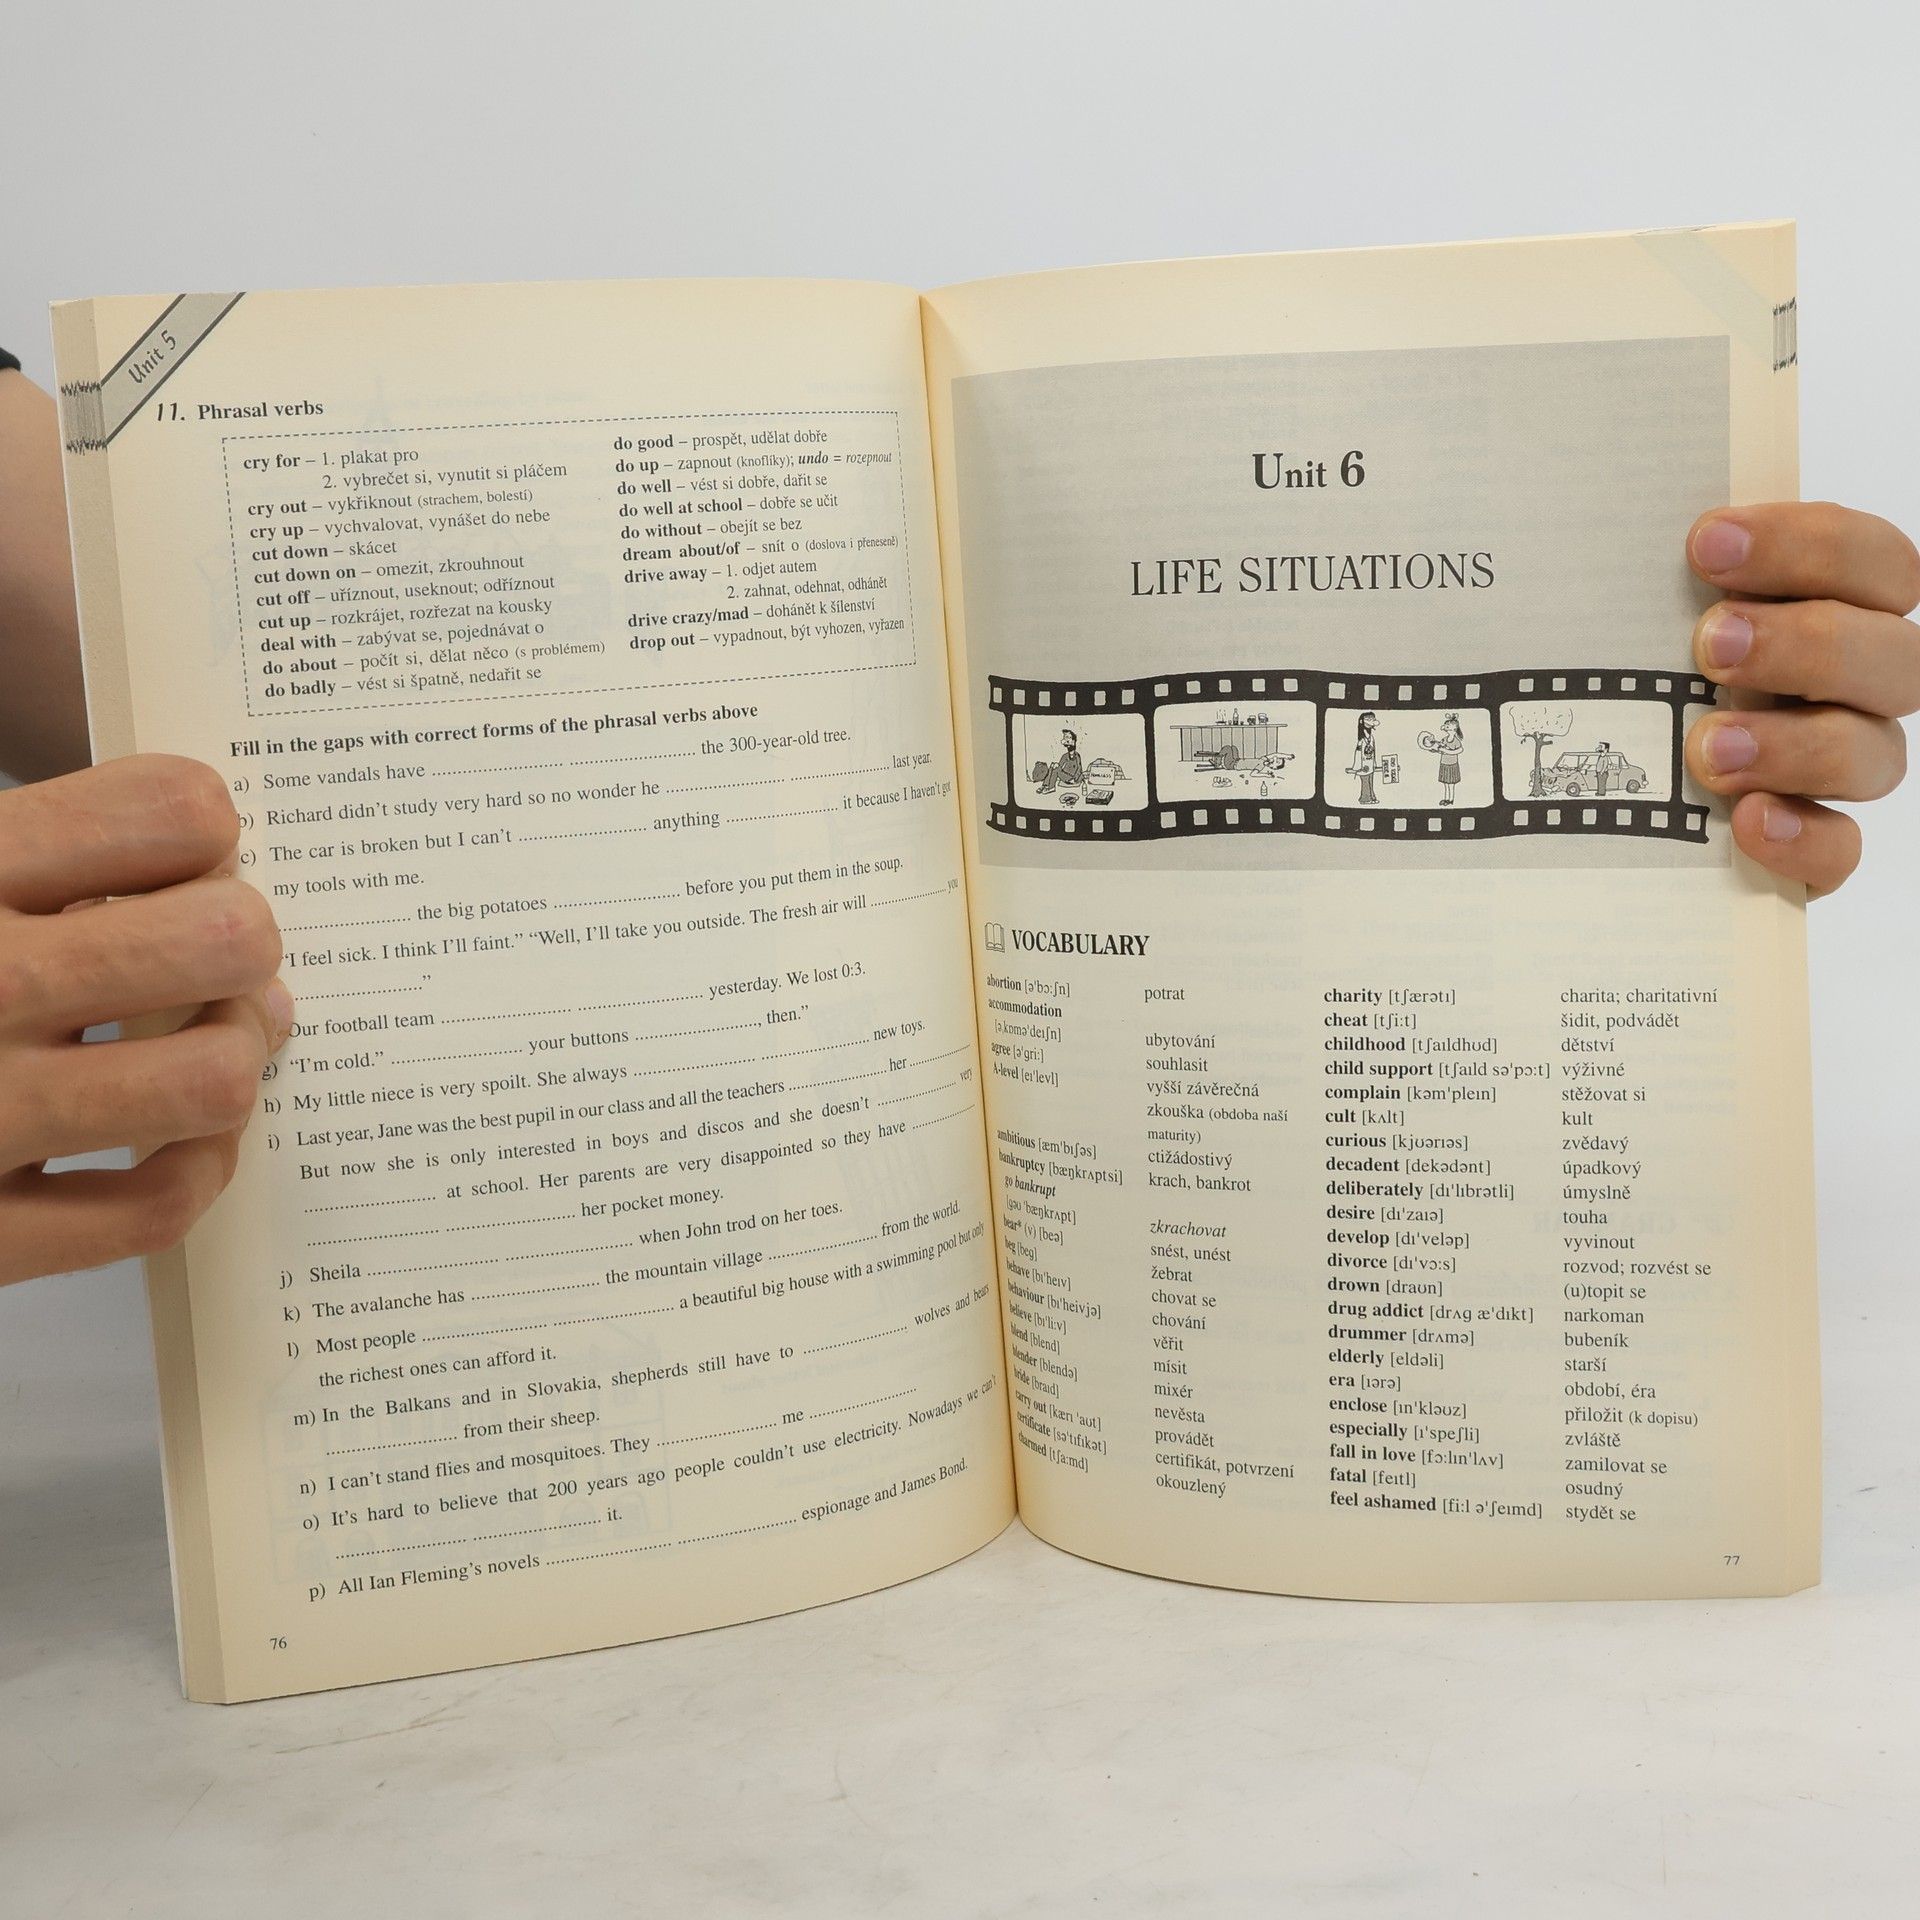 Unit 5
11. Phrasal verbs
cry for – 1. plakat pro
2. vybrečet si, vynutit si pláčem
cry out – vykřiknout (strachem, bolestí)
cry up – vychvalovat, vynášet do nebe
cut down – skácet
cut down on – omezit, zkrouhnout
cut off – uříznout, useknout; odříznout
cut up – rozkrájet, rozřezat na kousky
deal with – zabývat se, pojednávat o
do about – počít si, dělat něco (s problémem)
do badly – vést si špatně, nedařit se
do good – prospět, udělat dobře
do up – zapnout (knoflíky); undo = rozepnout
do well – vést si dobře, dařit se
do well at school – dobře se učit
do without – obejít se bez
dream about/of – snít o (doslova i přeneseně)
drive away – 1. odjet autem
2. zahnat, odehnat, odhánět
drive crazy/mad – dohánět k šílenství
drop out – vypadnout, být vyhozen, vyřazen
Fill in the gaps with correct forms of the phrasal verbs above
a) Some vandals have .......................... .......................... the 300-year-old tree.
b) Richard didn't study very hard so no wonder he .......................... .......................... last year.
c) The car is broken but I can't .......................... anything .......................... it because I haven't got
my tools with me.
.......................... the big potatoes .......................... before you put them in the soup.
“I feel sick. I think I'll faint.” “Well, I'll take you outside. The fresh air will .......................... you
..........................”
Our football team .......................... .......................... yesterday. We lost 0:3.
g) “I'm cold.” .......................... your buttons .........................., then.”
h) My little niece is very spoilt. She always .......................... .......................... new toys.
i) Last year, Jane was the best pupil in our class and all the teachers .......................... her ..............
But now she is only interested in boys and discos and she doesn't .................... very
.......................... at school. Her parents are very disappointed so they have ..............
.......................... .......................... her pocket money.
j) Sheila .......................... .......................... when John trod on her toes.
k) The avalanche has .......................... the mountain village .......................... from the world.
l) Most people .......................... .......................... a beautiful big house with a swimming pool but only
the richest ones can afford it.
m) In the Balkans and in Slovakia, shepherds still have to .......................... wolves and bears
.......................... from their sheep.
n) I can't stand flies and mosquitoes. They .......................... me ..........................
o) It's hard to believe that 200 years ago people couldn't use electricity. Nowadays we can't
.......................... .......................... it.
p) All Ian Fleming's novels .......................... .......................... espionage and James Bond.
76
Unit 6
LIFE SITUATIONS
VOCABULARY
abortion [ə'bɔ:ʃn] potrat
accommodation
[əˌkɒmə'deɪʃn] ubytování
agree [ə'gri:] souhlasit
A-level [eɪ'levl] vyšší závěrečná
zkouška (obdoba naší
maturity)
ambitious [æm'bɪʃəs] ctižádostivý
bankruptcy [bæŋkrʌptsi] krach, bankrot
go bankrupt
[gəʊ 'bæŋkrʌpt] zkrachovat
bear* (v) [beə] snést, unést
beg [beg] žebrat
behave [bɪ'heɪv] chovat se
behaviour [bɪ'heivjə] chování
believe [bɪ'li:v] věřit
blend [blend] mísit
blender [blendə] mixér
bride [braɪd] nevěsta
carry out [kærɪ 'aʊt] provádět
certificate [sə'tɪfɪkət] certifikát, potvrzení
charmed [tʃa:md] okouzlený
charity [tʃærətɪ] charita; charitativní
cheat [tʃi:t] šidit, podvádět
childhood [tʃaɪldhʊd] dětství
child support [tʃaɪld sə'pɔ:t] výživné
complain [kəm'pleɪn] stěžovat si
cult [kʌlt] kult
curious [kjʊərɪəs] zvědavý
decadent [dekədənt] úpadkový
deliberately [dɪ'lɪbrətli] úmyslně
desire [dɪ'zaɪə] touha
develop [dɪ'veləp] vyvinout
divorce [dɪ'vɔ:s] rozvod; rozvést se
drown [draʊn] (u)topit se
drug addict [drʌg æ'dɪkt] narkoman
drummer [drʌmə] bubeník
elderly [eldəli] starší
era [ɪərə] období, éra
enclose [ɪn'kləʊz] přiložit (k dopisu)
especially [ɪ'speʃli] zvláště
fall in love [fɔ:lɪn'lʌv] zamilovat se
fatal [feɪtl] osudný
feel ashamed [fi:l ə'ʃeɪmd] stydět se
77